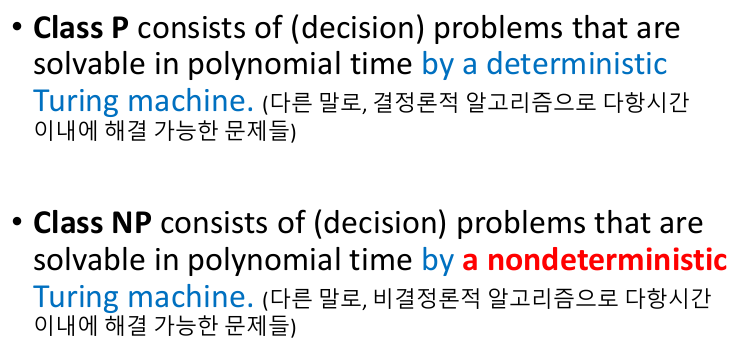 • Class P consists of (decision) problems that are
solvable in polynomial time by a deterministic
Turing machine. (다른 말로, 결정론적 알고리즘으로 다항시간
이내에 해결 가능한 문제들)
• Class NP consists of (decision) problems that are
solvable in polynomial time by a nondeterministic
Turing machine. (다른 말로, 비결정론적 알고리즘으로 다항시간
이내에 해결 가능한 문제들)